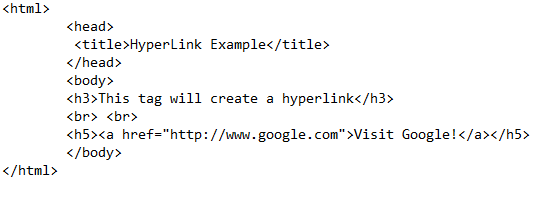 <html>
<head>
<title>HyperLink Example</title>
</head>
<body>
<h3>This tag will create a hyperlink</h3>
<br> <br>
<h5><a href="http://www.google.com">Visit Google!</a></h5>
</body>
</html>